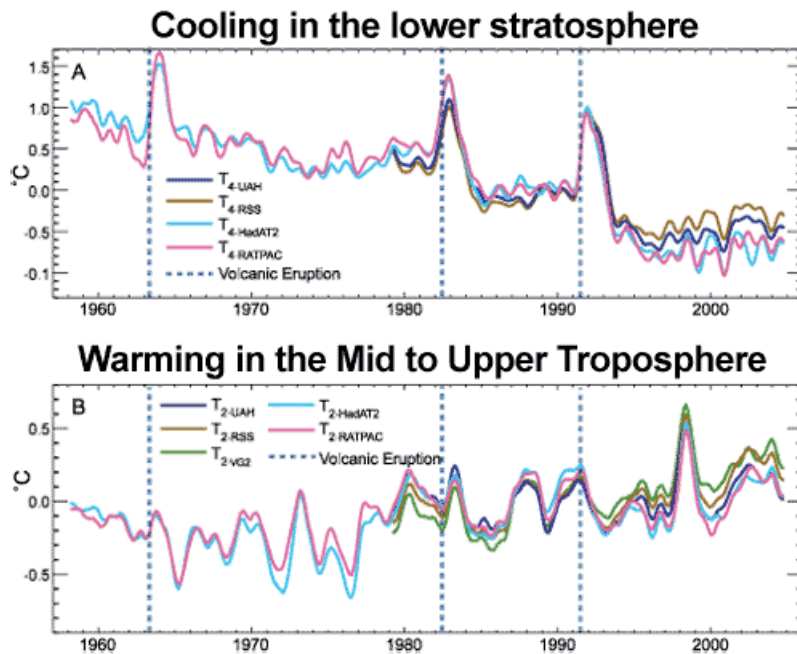 Cooling in the lower stratosphere
A
1.5
1.0
0.5
0.0
-0.5
-0.1
°C
T4-UAH
T4-RSS
T4-HadAT2
T4-RATPAC
Volcanic Eruption
1960 1970 1980 1990 2000
Warming in the Mid to Upper Troposphere
B
0.5
0.0
-0.5
°C
T2-UAH T2-HadAT2
T2-RSS T2-RATPAC
T2-VG2 Volcanic Eruption
1960 1970 1980 1990 2000